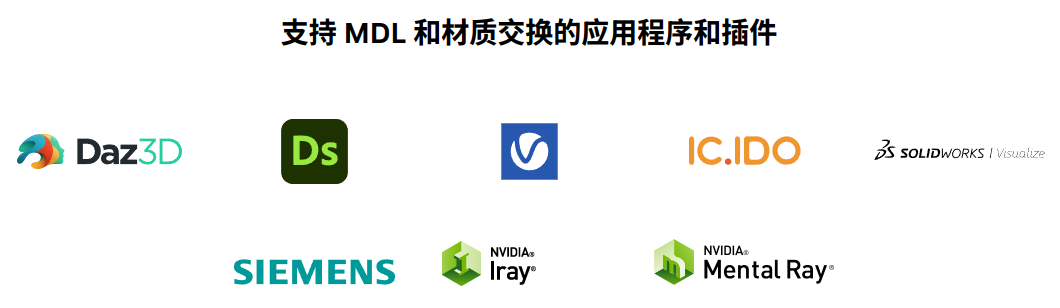 支持 MDL 和材质交换的应用程序和插件
Daz3D
Ds
IC.IDO
SOLIDWORKS | Visualize
SIEMENS
NVIDIA®
Iray®
NVIDIA®
Mental Ray®